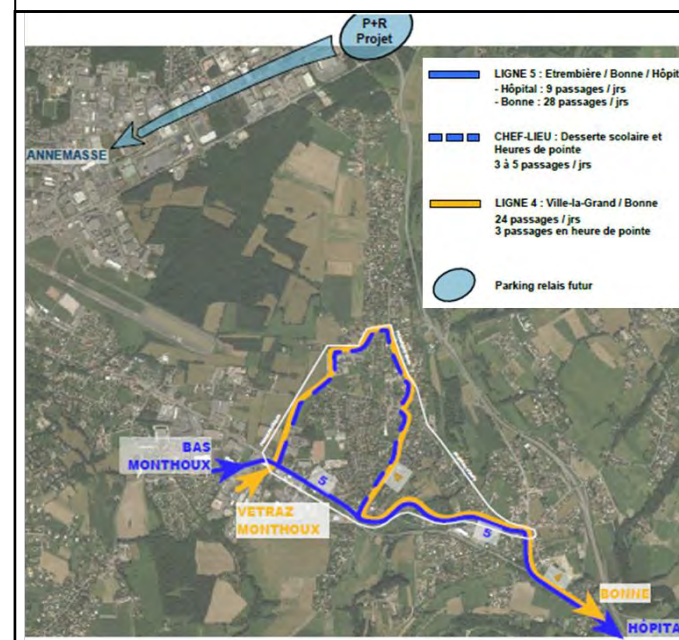 P+R
Projet
ANNEMASSE
LIGNE 5 : Etrembière / Bonne / Hôpit
- Hôpital : 9 passages / jrs
- Bonne : 28 passages / jrs
CHEF-LIEU : Desserte scolaire et
Heures de pointe
3 à 5 passages / jrs
LIGNE 4 : Ville-la-Grand / Bonne
24 passages / jrs
3 passages en heure de pointe
Parking relais futur
BAS
MONTHOUX
VETRAZ
MONTHOUX
5
4
5
4
BONNE
HÔPITA